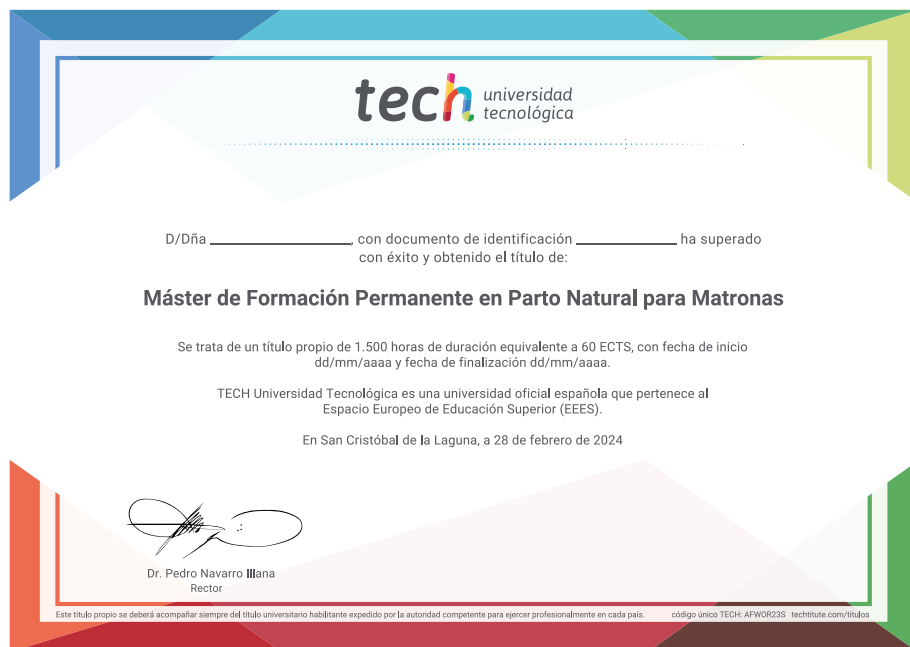 tech universidad
tecnológica
D/Dña ____________________, con documento de identificación ______________ ha superado
con éxito y obtenido el título de:
Máster de Formación Permanente en Parto Natural para Matronas
Se trata de un título propio de 1.500 horas de duración equivalente a 60 ECTS, con fecha de inicio
dd/mm/aaaa y fecha de finalización dd/mm/aaaa.
TECH Universidad Tecnológica es una universidad oficial española que pertenece al
Espacio Europeo de Educación Superior (EEES).
En San Cristóbal de la Laguna, a 28 de febrero de 2024
Dr. Pedro Navarro Illana
Rector
Este título propio se deberá acompañar siempre del título universitario habilitante expedido por la autoridad competente para ejercer profesionalmente en cada país. código único TECH: AFWOR23S techtitute.com/titulos